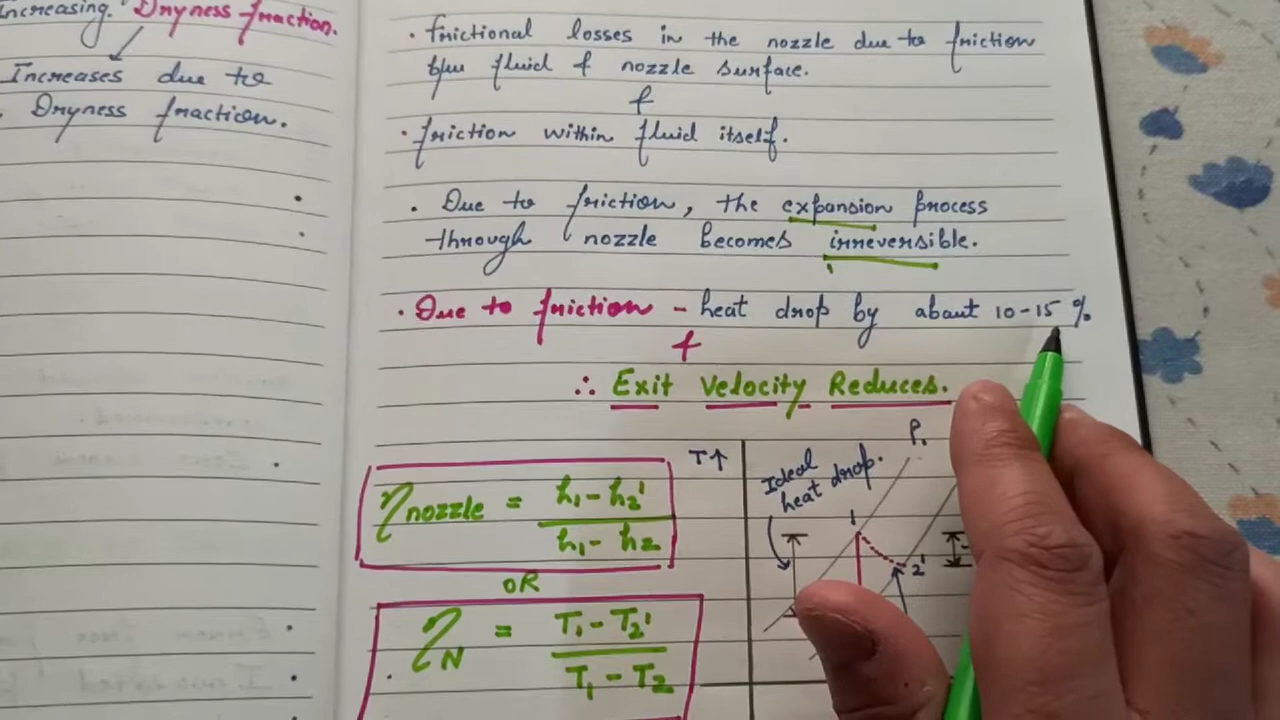 Increasing. Dryness fraction.
Increases due to
Dryness fraction.
· frictional losses in the nozzle due to friction
b/w fluid & nozzle surface.
&
· friction within fluid itself.
· Due to friction, the expansion process
through nozzle becomes irreversible.
· Due to friction - heat drop by about 10-15 %
&
∴ Exit Velocity Reduces.
η nozzle = h₁ - h₂' / h₁ - h₂
OR
η N = T₁ - T₂' / T₁ - T₂
T↑
Ideal
heat drop.
P₁
1
2'